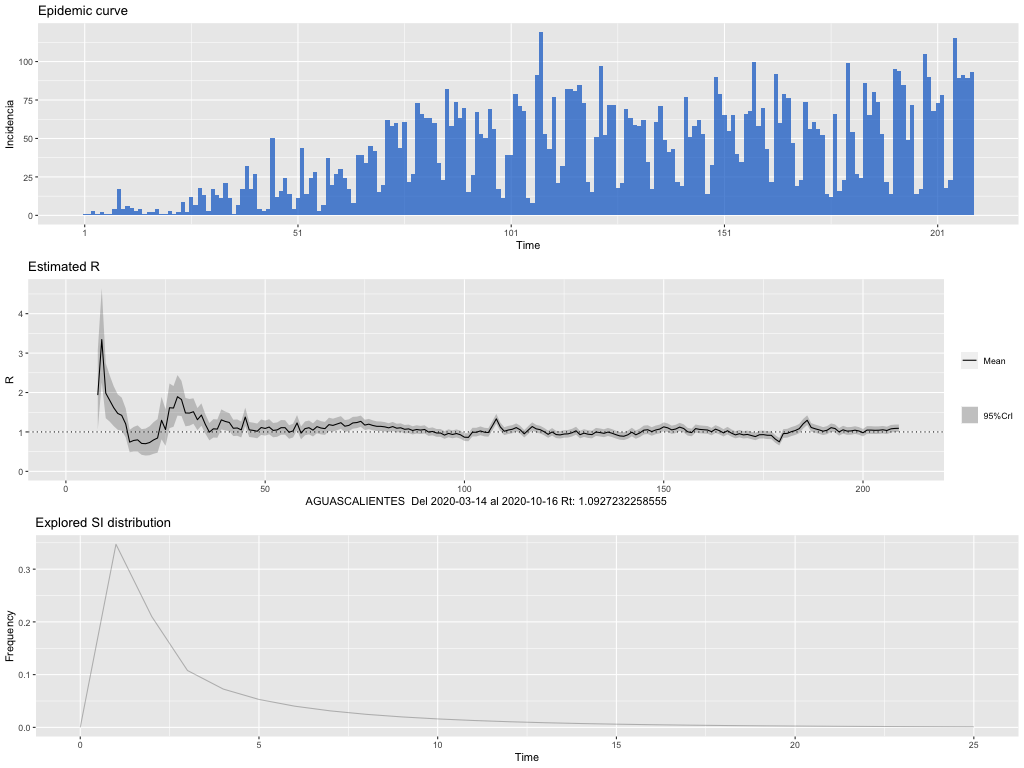 Epidemic curve
Incidencia
100
75
50
25
0
1 51 101 151 201
Time
Estimated R
R
4
3
2
1
0
0 50 100 150 200
AGUASCALIENTES Del 2020-03-14 al 2020-10-16 Rt: 1.0927232258555
Mean
95%CrI
Explored SI distribution
Frequency
0.3
0.2
0.1
0.0
0 5 10 15 20 25
Time